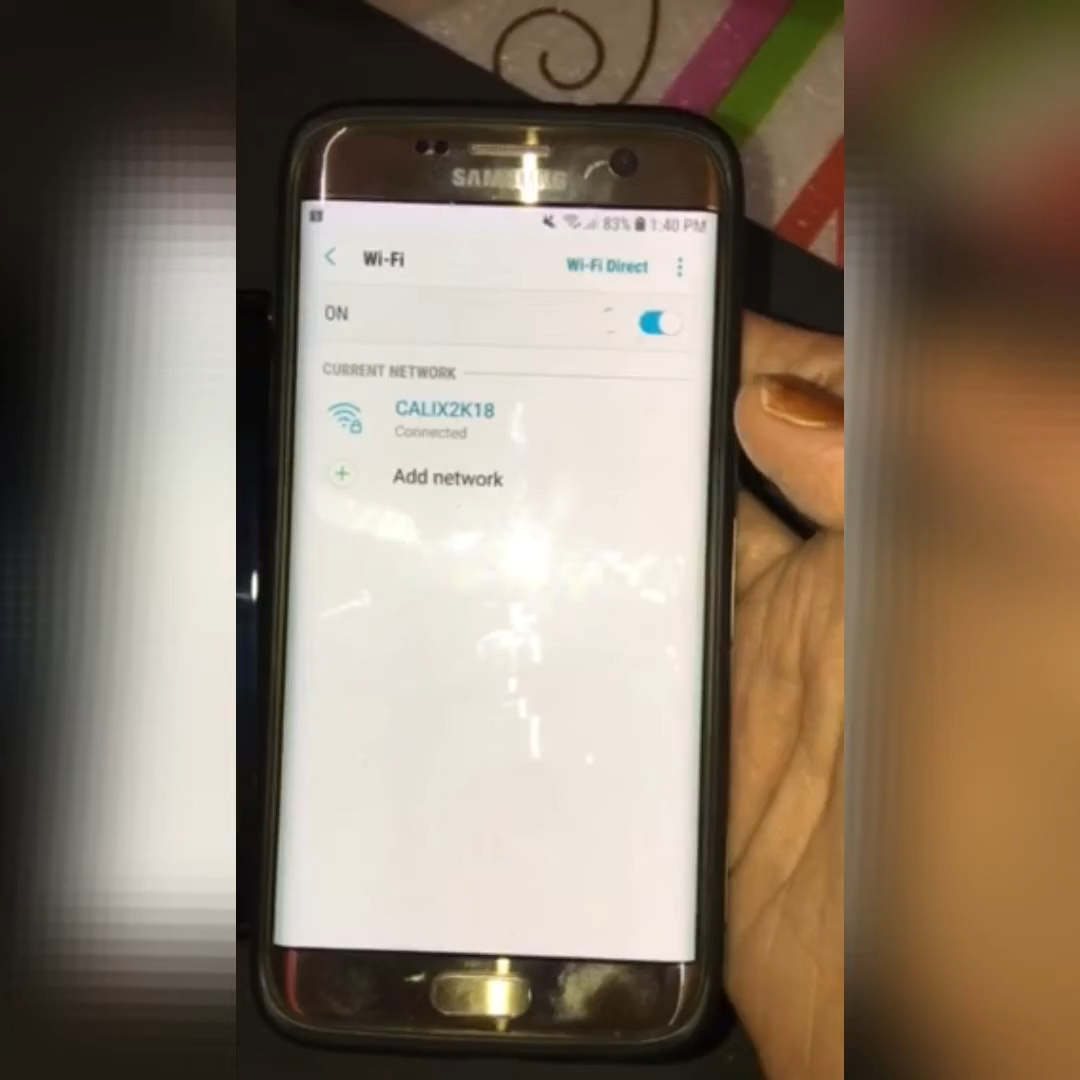 SAMSUNG
83% 1:40 PM
Wi-Fi Wi-Fi Direct
ON
CURRENT NETWORK
CALIX2K18
Connected
Add network